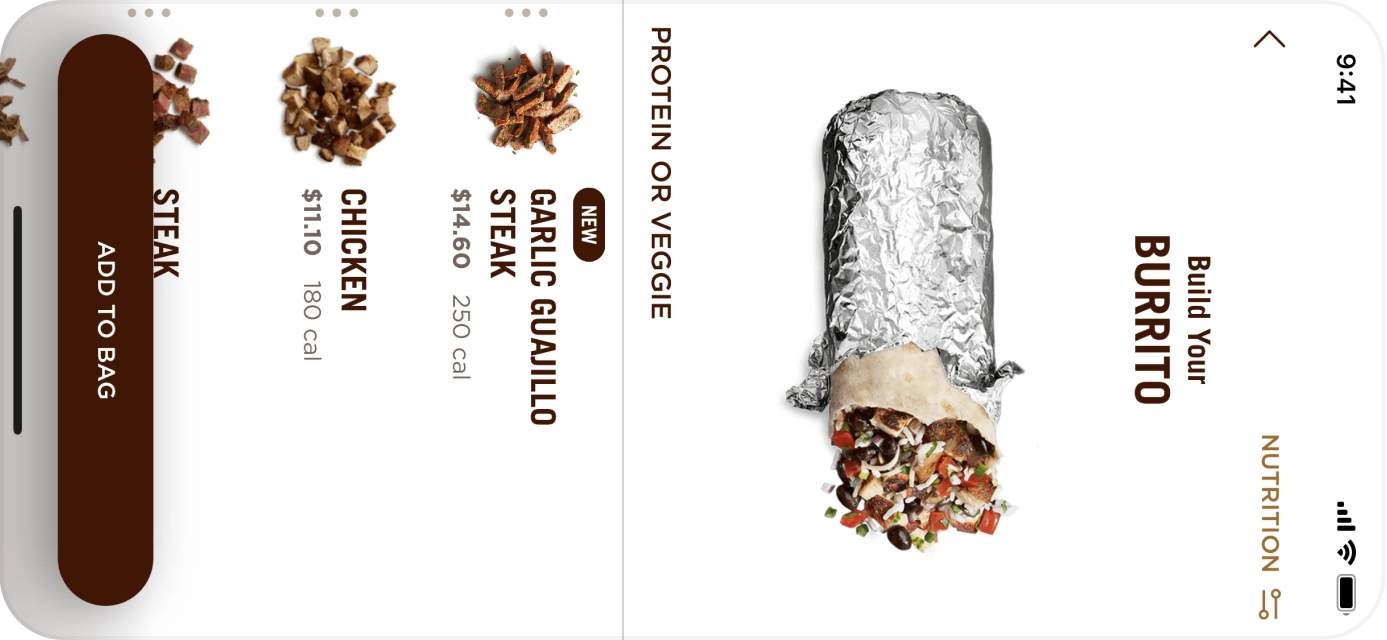 9:41
NUTRITION
Build Your
BURRITO
PROTEIN OR VEGGIE
NEW
GARLIC GUAJILLO
STEAK
$14.60 250 cal
CHICKEN
$11.10 180 cal
STEAK
ADD TO BAG